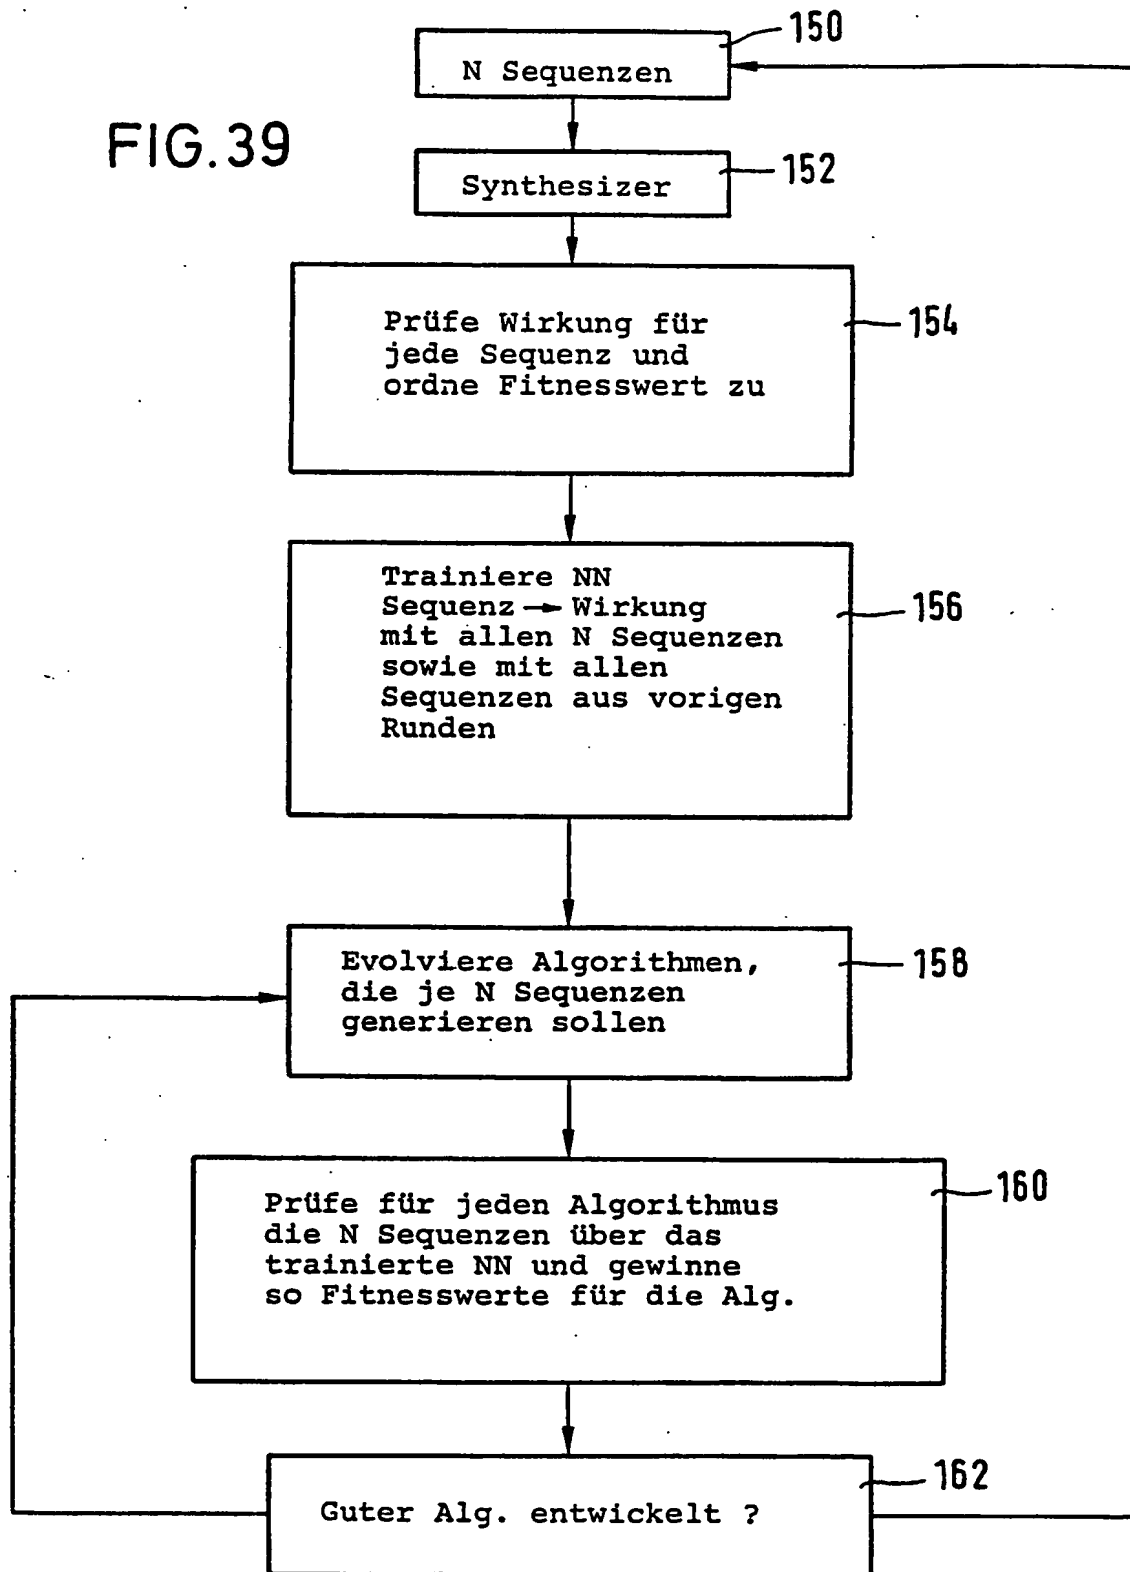 150
N Sequenzen
FIG.39
152
Synthesizer
154
Prüfe Wirkung für
jede Sequenz und
ordne Fitnesswert zu
156
Trainiere NN
Sequenz → Wirkung
mit allen N Sequenzen
sowie mit allen
Sequenzen aus vorigen
Runden
158
Evolviere Algorithmen,
die je N Sequenzen
generieren sollen
160
Prüfe für jeden Algorithmus
die N Sequenzen über das
trainierte NN und gewinne
so Fitnesswerte für die Alg.
162
Guter Alg. entwickelt ?